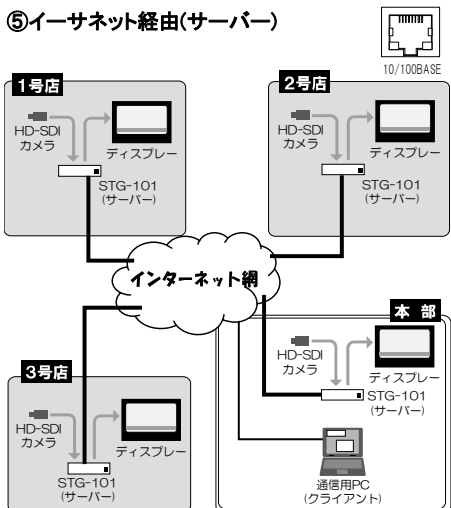 ⑤イーサネット経由(サーバー)
10/100BASE
1号店
HD-SDI
カメラ
ディスプレー
STG-101
(サーバー)
2号店
HD-SDI
カメラ
ディスプレー
STG-101
(サーバー)
インターネット網
本 部
HD-SDI
カメラ
ディスプレー
STG-101
(サーバー)
3号店
HD-SDI
カメラ
ディスプレー
STG-101
(サーバー)
通信用PC
(クライアント)